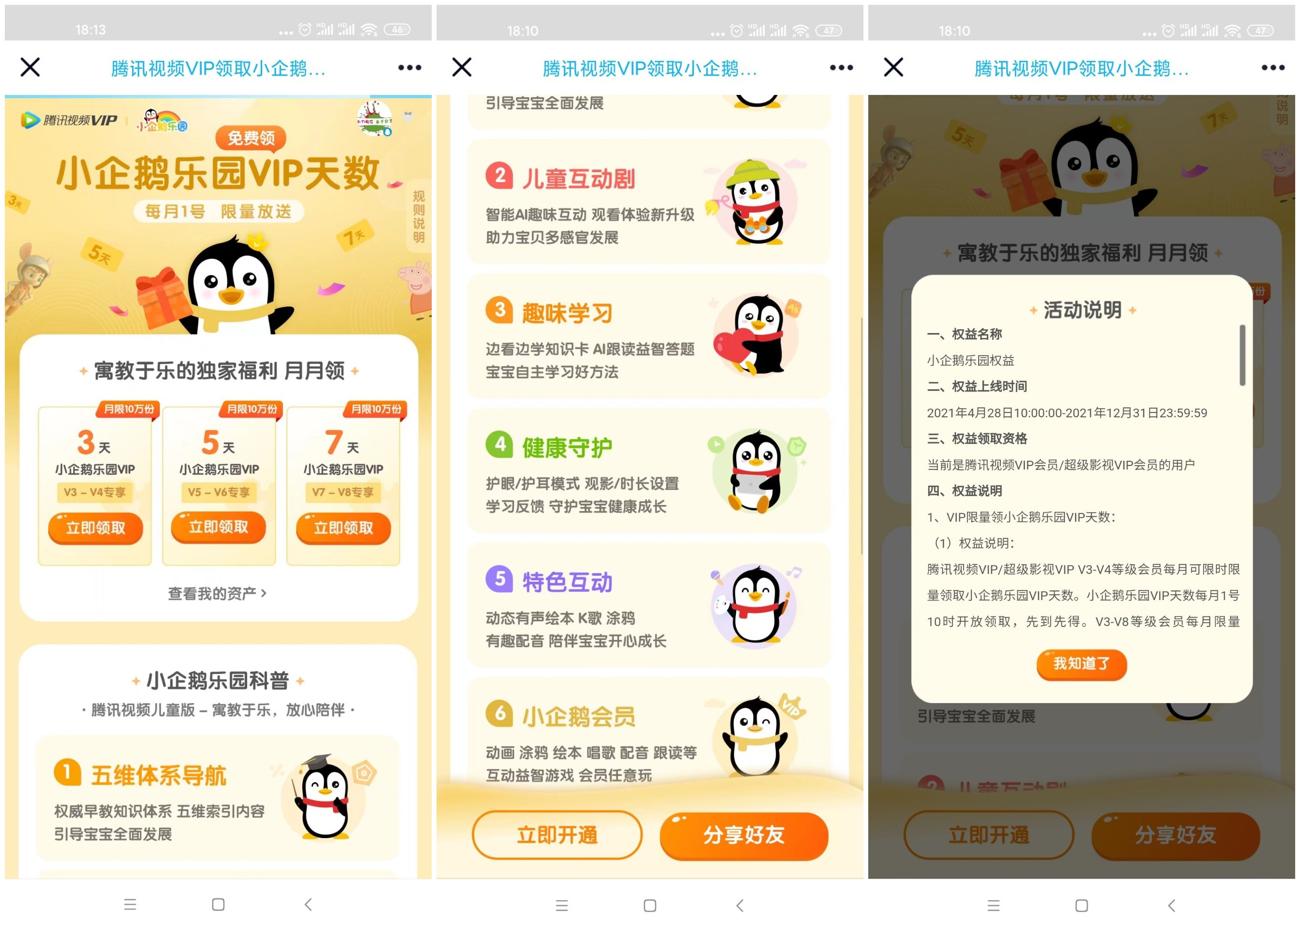 18:13
HD
HD
46
腾讯视频VIP领取小企鹅...
腾讯视频VIP
小企鹅乐园
免费领
小企鹅乐园VIP天数
每月1号 限量放送
规则说明
3天
5天
7天
寓教于乐的独家福利 月月领
月限10万份
月限10万份
月限10万份
3天
5天
7天
小企鹅乐园VIP
小企鹅乐园VIP
小企鹅乐园VIP
V3-V4专享
V5-V6专享
V7-V8专享
立即领取
立即领取
立即领取
查看我的资产 >
小企鹅乐园科普
· 腾讯视频儿童版 - 寓教于乐，放心陪伴 ·
1 五维体系导航
权威早教知识体系 五维索引内容
引导宝宝全面发展
18:10
HD
HD
47
腾讯视频VIP领取小企鹅...
引导宝宝全面发展
2 儿童互动剧
智能AI趣味互动 观看体验新升级
助力宝贝多感官发展
3 趣味学习
边看边学知识卡 AI跟读益智答题
宝宝自主学习好方法
4 健康守护
护眼/护耳模式 观影/时长设置
学习反馈 守护宝宝健康成长
5 特色互动
动态有声绘本 K歌 涂鸦
有趣配音 陪伴宝宝开心成长
6 小企鹅会员
VIP
动画 涂鸦 绘本 唱歌 配音 跟读等
互动益智游戏 会员任意玩
立即开通
分享好友
18:10
HD
HD
47
腾讯视频VIP领取小企鹅...
每月1号 限量放送
说明
5天
7天
寓教于乐的独家福利 月月领
活动说明
一、权益名称
小企鹅乐园权益
二、权益上线时间
2021年4月28日10:00:00-2021年12月31日23:59:59
三、权益领取资格
当前是腾讯视频VIP会员/超级影视VIP会员的用户
四、权益说明
1、VIP限量领小企鹅乐园VIP天数：
（1）权益说明：
腾讯视频VIP/超级影视VIP V3-V4等级会员每月可限时限
量领取小企鹅乐园VIP天数。小企鹅乐园VIP天数每月1号
10时开放领取，先到先得。V3-V8等级会员每月限量
我知道了
引导宝宝全面发展
2 儿童互动剧
立即开通
分享好友